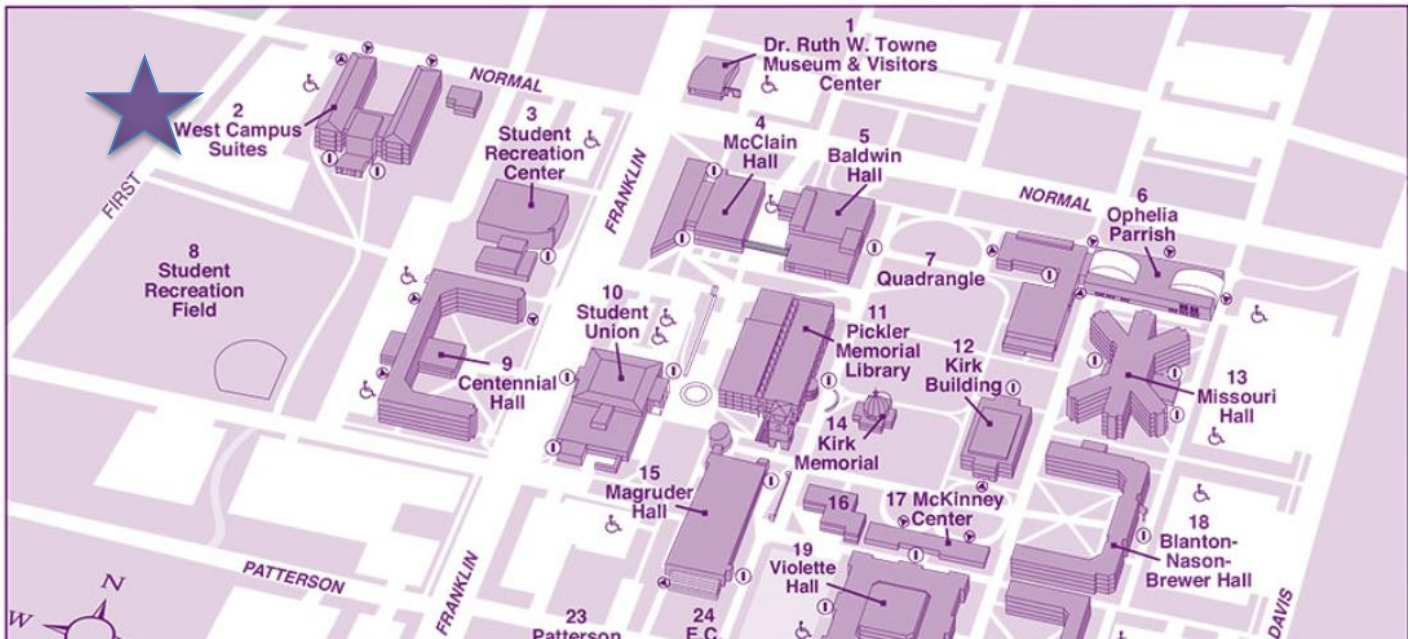 1
Dr. Ruth W. Towne
Museum & Visitors
Center
NORMAL
2
West Campus
Suites
3
Student
Recreation
Center
FRANKLIN
4
McClain
Hall
5
Baldwin
Hall
NORMAL
6
Ophelia
Parrish
FIRST
7
Quadrangle
8
Student
Recreation
Field
9
Centennial
Hall
10
Student
Union
11
Pickler
Memorial
Library
12
Kirk
Building
13
Missouri
Hall
14
Kirk
Memorial
15
Magruder
Hall
16
17 McKinney
Center
18
Blanton-
Nason-
Brewer Hall
19
Violette
Hall
PATTERSON
FRANKLIN
DAVIS
N
W
23
Patterson
24
E.C.